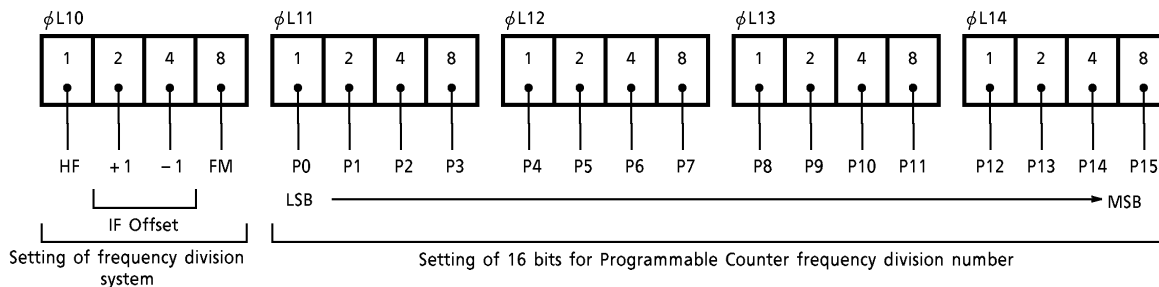 φL10 φL11 φL12 φL13 φL14
1 2 4 8 1 2 4 8 1 2 4 8 1 2 4 8 1 2 4 8
HF +1 −1 FM P0 P1 P2 P3 P4 P5 P6 P7 P8 P9 P10 P11 P12 P13 P14 P15
LSB MSB
IF Offset
Setting of frequency division
system
Setting of 16 bits for Programmable Counter frequency division number